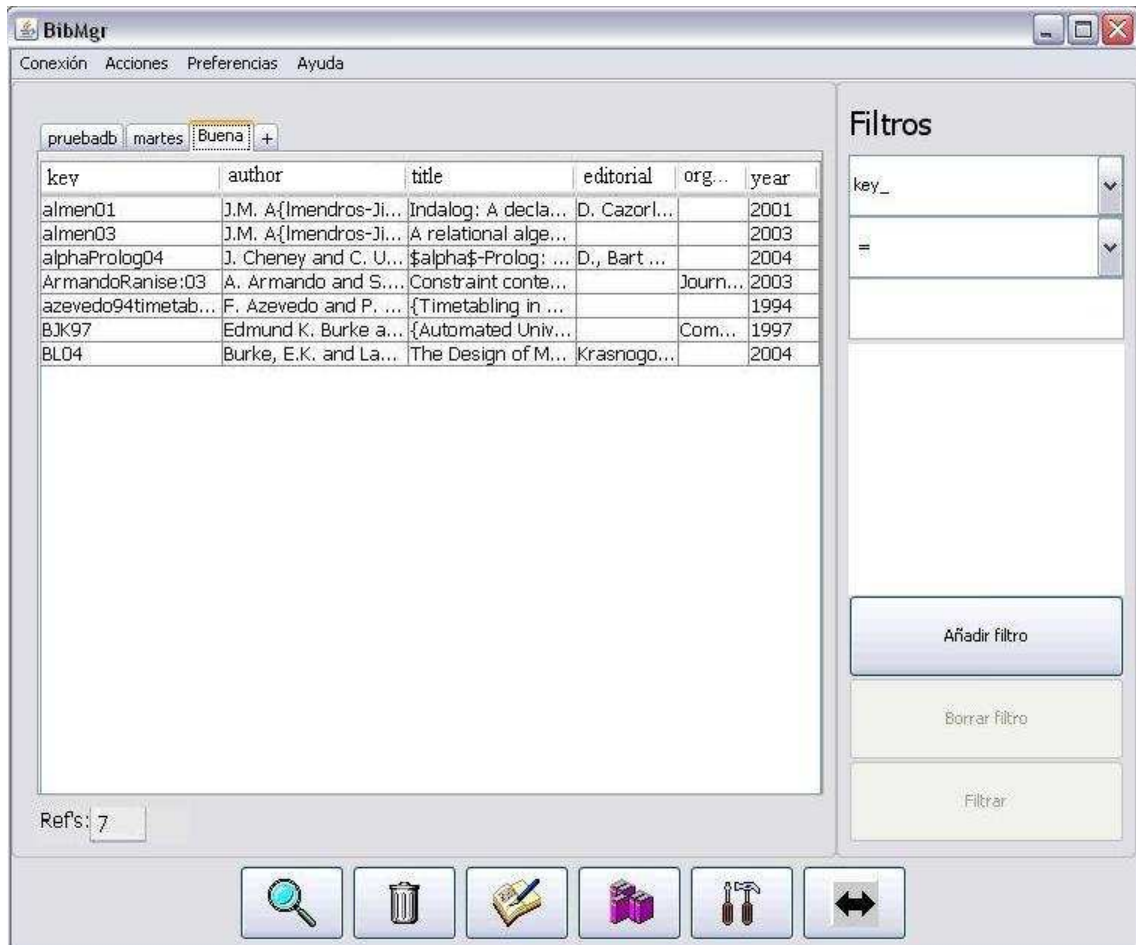 BibMgr
Conexión Acciones Preferencias Ayuda
pruebadb martes Buena +
key author title editorial org... year
almen01 J.M. A{lmendros-Ji... Indalog: A decla... D. Cazorl... 2001
almen03 J.M. A{lmendros-Ji... A relational alge... 2003
alphaProlog04 J. Cheney and C. U... $alpha$-Prolog: ... D., Bart ... 2004
ArmandoRanise:03 A. Armando and S.... Constraint conte... Journ... 2003
azevedo94timetab... F. Azevedo and P. ... {Timetabling in ... 1994
BJK97 Edmund K. Burke a... {Automated Univ... Com... 1997
BL04 Burke, E.K. and La... The Design of M... Krasnogo... 2004
Ref's: 7
Filtros
key_
=
Añadir filtro
Borrar filtro
Filtrar